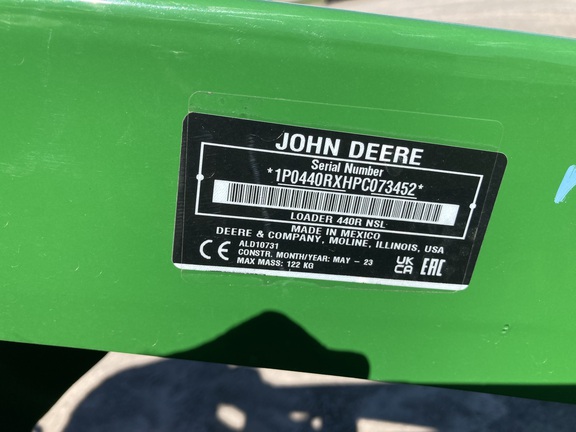 JOHN DEERE
Serial Number
*1P0440RXHPC073452*
LOADER 440R NSL
MADE IN MEXICO
DEERE & COMPANY, MOLINE, ILLINOIS, USA
CE
ALD10731
CONSTR. MONTH/YEAR: MAY - 23
MAX MASS: 122 KG
UK
CA
EAC